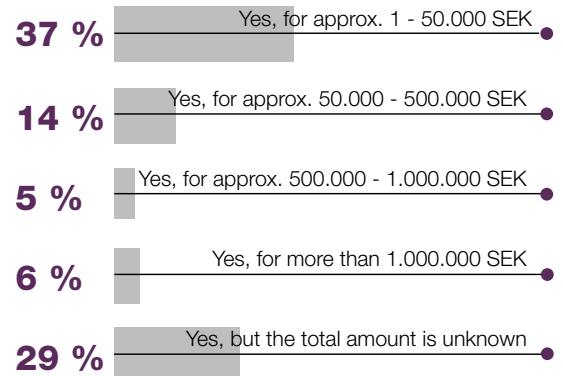 37 % Yes, for approx. 1 - 50.000 SEK
14 % Yes, for approx. 50.000 - 500.000 SEK
5 % Yes, for approx. 500.000 - 1.000.000 SEK
6 % Yes, for more than 1.000.000 SEK
29 % Yes, but the total amount is unknown